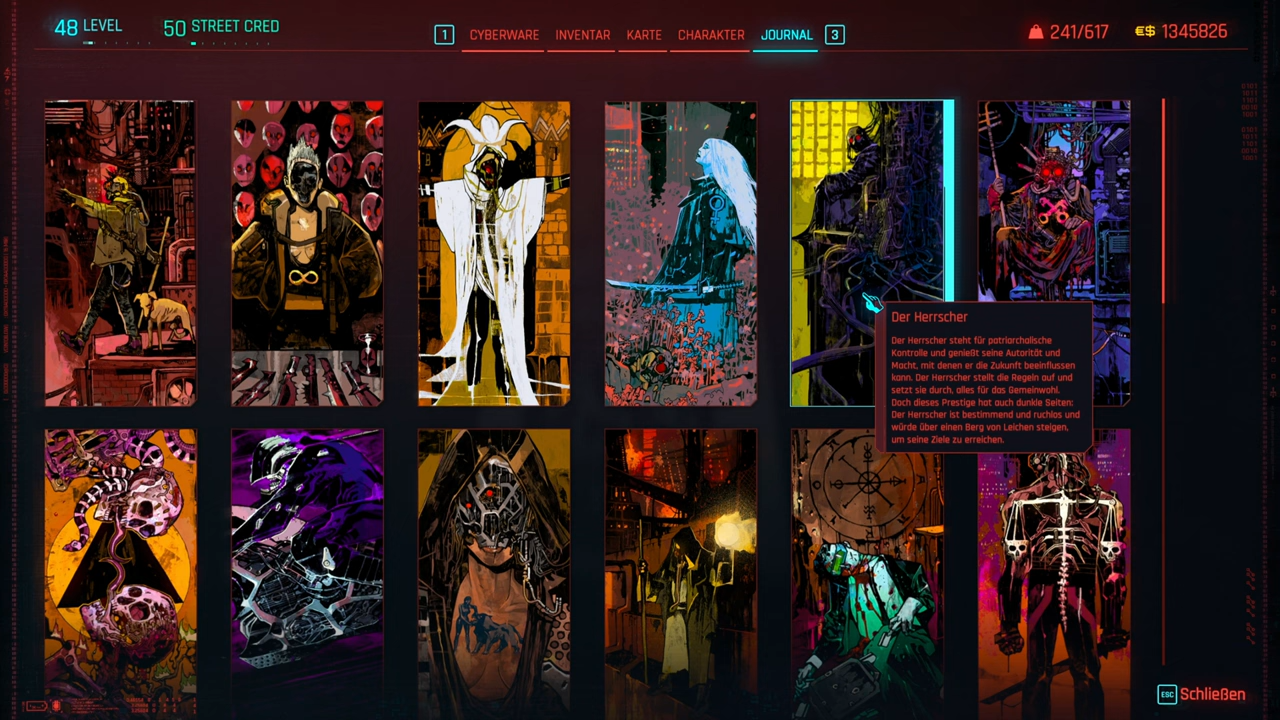 48 LEVEL
50 STREET CRED
1 CYBERWARE INVENTAR KARTE CHARAKTER JOURNAL 3
241/617
€$ 1345826
Der Herrscher
Der Herrscher steht für patriarchalische
Kontrolle und genießt seine Autorität und
Macht, mit denen er die Zukunft beeinflussen
kann. Der Herrscher stellt die Regeln auf und
setzt sie durch, alles für das Gemeinwohl.
Doch dieses Prestige hat auch dunkle Seiten:
Der Herrscher ist bestimmend und ruchlos und
würde über einen Berg von Leichen steigen,
um seine Ziele zu erreichen.
ESC Schließen